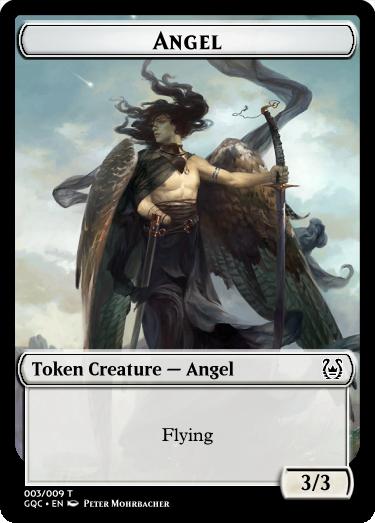 ANGEL
Token Creature — Angel
Flying
3/3
003/009 T
GQC • EN PETER MOHRBACHER